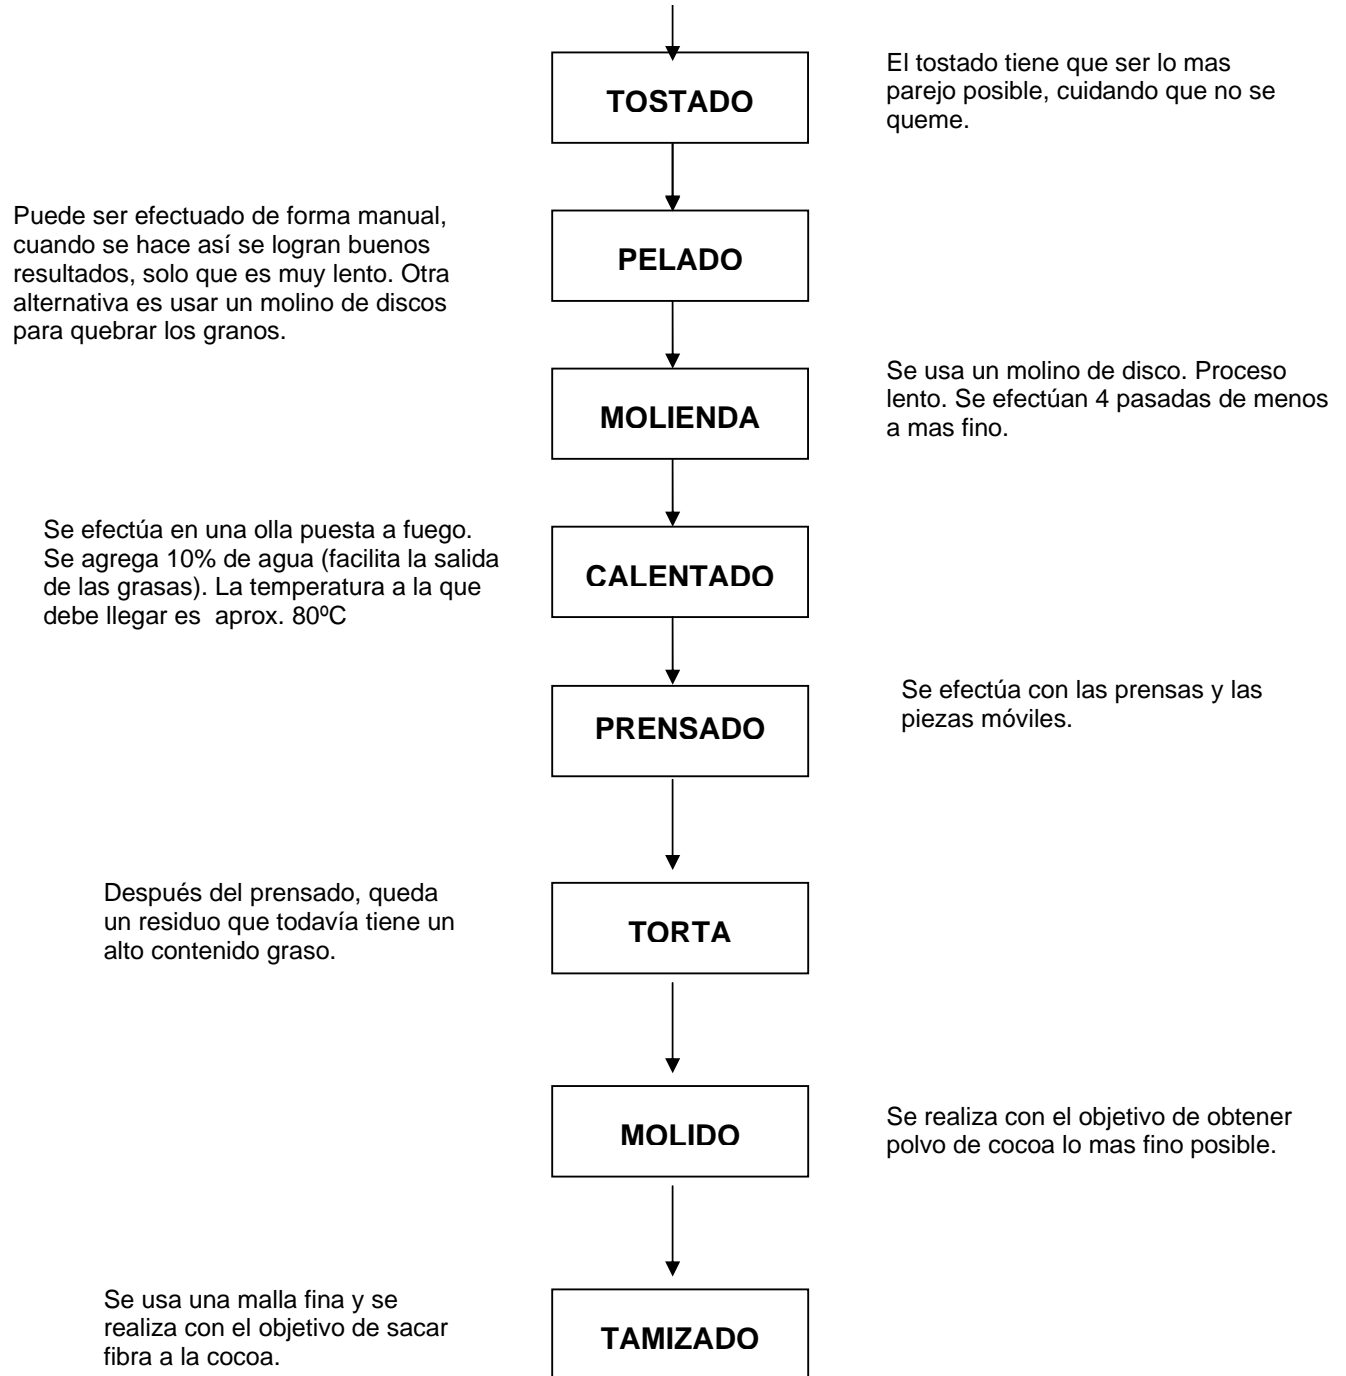 TOSTADO
El tostado tiene que ser lo mas
parejo posible, cuidando que no se
queme.
Puede ser efectuado de forma manual,
cuando se hace así se logran buenos
resultados, solo que es muy lento. Otra
alternativa es usar un molino de discos
para quebrar los granos.
PELADO
MOLIENDA
Se usa un molino de disco. Proceso
lento. Se efectúan 4 pasadas de menos
a mas fino.
Se efectúa en una olla puesta a fuego.
Se agrega 10% de agua (facilita la salida
de las grasas). La temperatura a la que
debe llegar es aprox. 80ºC
CALENTADO
PRENSADO
Se efectúa con las prensas y las
piezas móviles.
Después del prensado, queda
un residuo que todavía tiene un
alto contenido graso.
TORTA
MOLIDO
Se realiza con el objetivo de obtener
polvo de cocoa lo mas fino posible.
Se usa una malla fina y se
realiza con el objetivo de sacar
fibra a la cocoa.
TAMIZADO